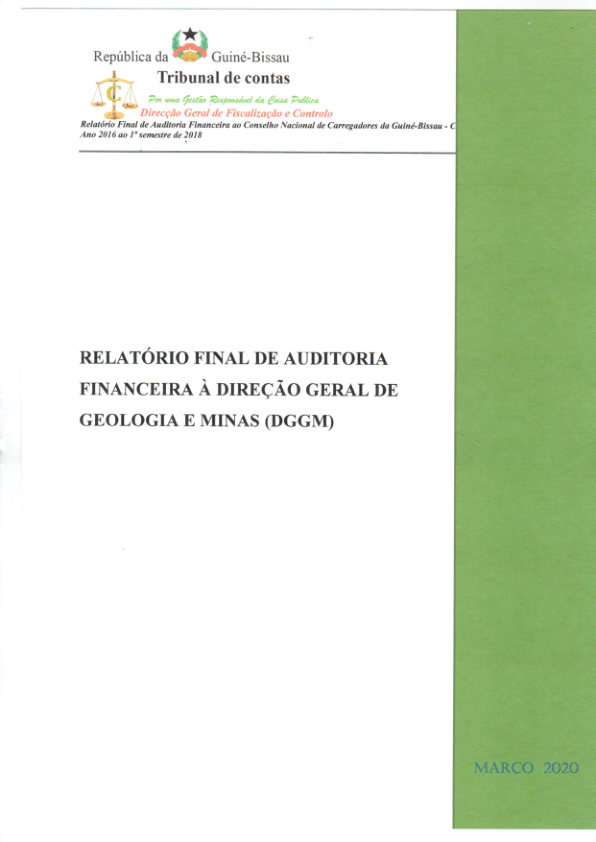 República da Guiné-Bissau
Tribunal de contas
Por uma Gestão Responsável da Coisa Publica
Direcção Geral de Fiscalização e Controlo
Relatório Final de Auditoria Financeira ao Conselho Nacional de Carregadores da Guiné-Bissau - C
Ano 2016 ao 1º semestre de 2018
RELATÓRIO FINAL DE AUDITORIA
FINANCEIRA À DIREÇÃO GERAL DE
GEOLOGIA E MINAS (DGGM)
MARÇO 2020